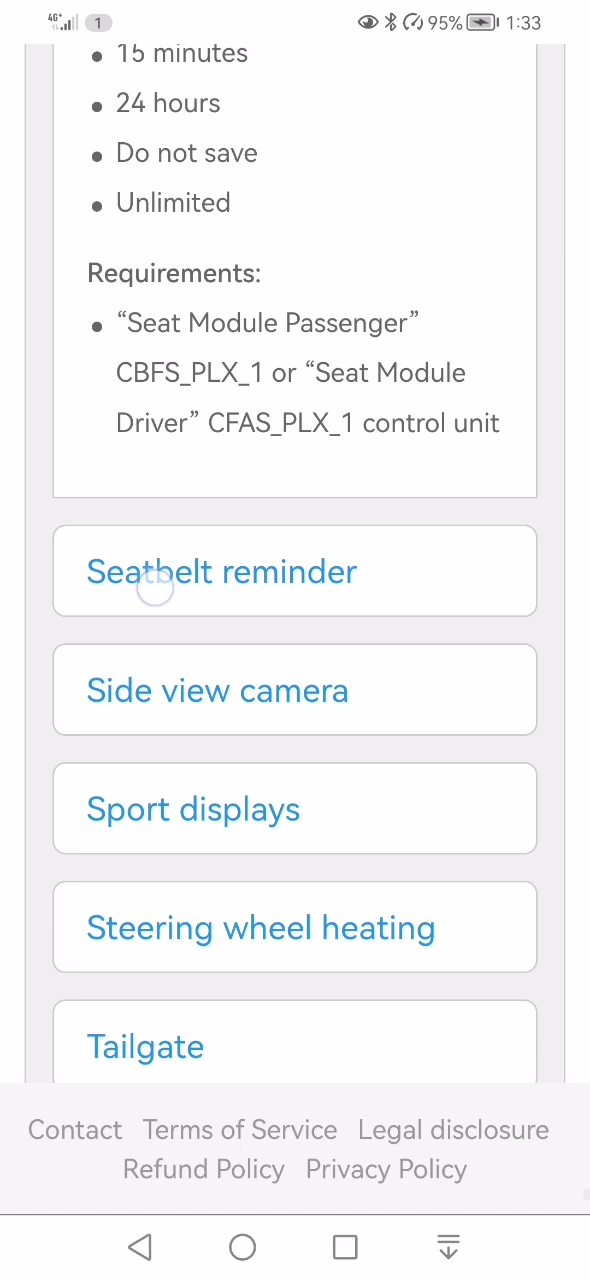 4G+ 1 95% 1:33
15 minutes
24 hours
Do not save
Unlimited
Requirements:
“Seat Module Passenger”
CBFS_PLX_1 or “Seat Module
Driver” CFAS_PLX_1 control unit
Seatbelt reminder
Side view camera
Sport displays
Steering wheel heating
Tailgate
Contact Terms of Service Legal disclosure
Refund Policy Privacy Policy